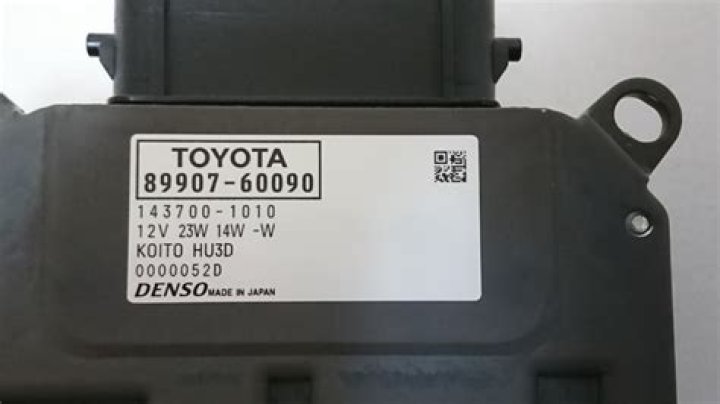 TOYOTA
89907-60090
143700-1010
12V 23W 14W -W
KOITO HU3D
0000052D
DENSO MADE IN JAPAN